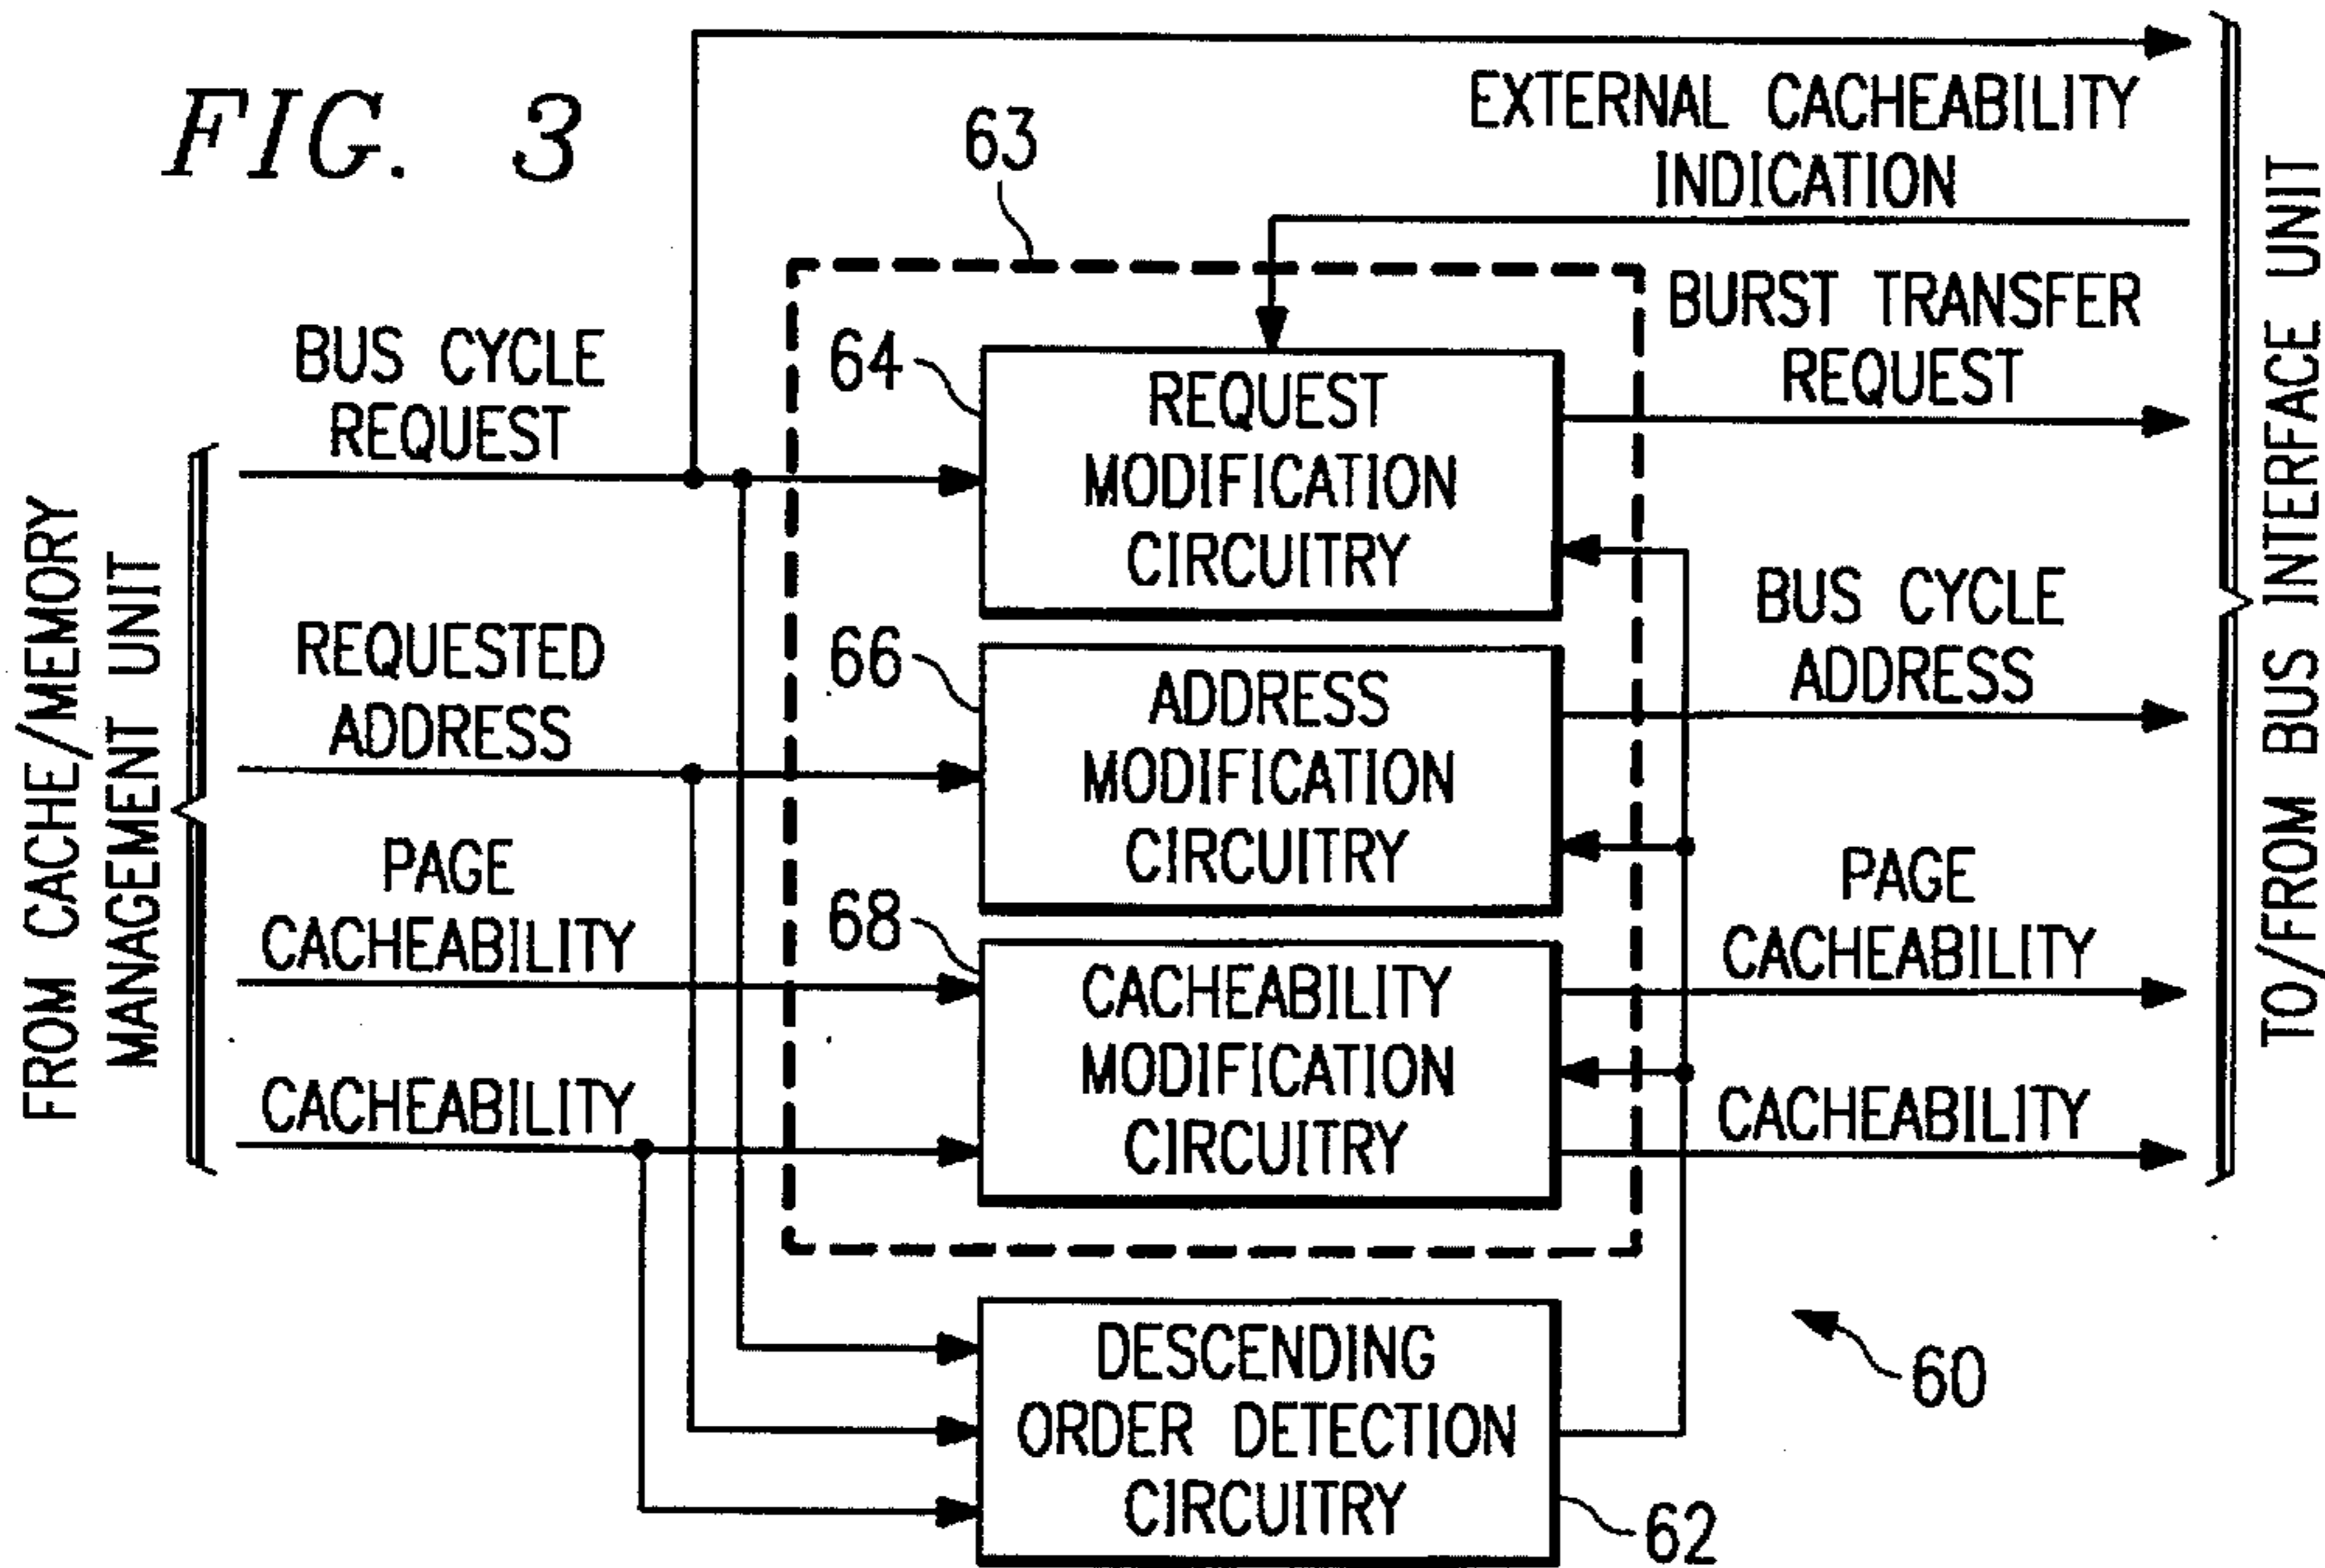 FIG. 3
63
EXTERNAL CACHEABILITY
INDICATION
BUS CYCLE
REQUEST
64
REQUEST
MODIFICATION
CIRCUITRY
BURST TRANSFER
REQUEST
REQUESTED
ADDRESS
66
ADDRESS
MODIFICATION
CIRCUITRY
BUS CYCLE
ADDRESS
PAGE
CACHEABILITY
68
CACHEABILITY
MODIFICATION
CIRCUITRY
PAGE
CACHEABILITY
CACHEABILITY
CACHEABILITY
DESCENDING
ORDER DETECTION
CIRCUITRY
60
62
FROM CACHE/MEMORY
MANAGEMENT UNIT
TO/FROM BUS INTERFACE UNIT